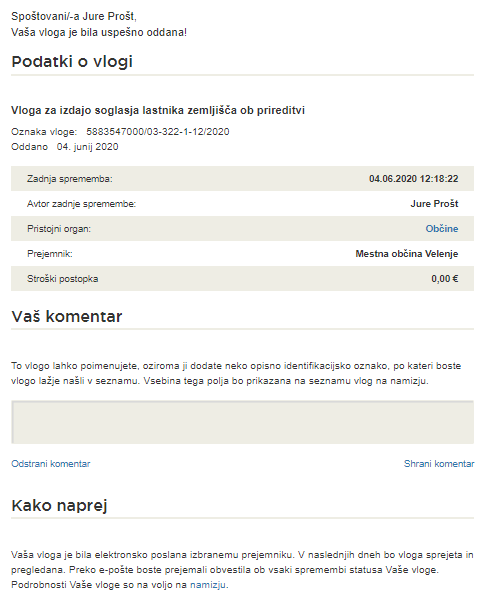 Spoštovani/-a Jure Prošt,
Vaša vloga je bila uspešno oddana!
Podatki o vlogi
Vloga za izdajo soglasja lastnika zemljišča ob prireditvi
Oznaka vloge: 5883547000/03-322-1-12/2020
Oddano 04. junij 2020
Zadnja sprememba: 04.06.2020 12:18:22
Avtor zadnje spremembe: Jure Prošt
Pristojni organ: Občine
Prejemnik: Mestna občina Velenje
Stroški postopka 0,00 €
Vaš komentar
To vlogo lahko poimenujete, oziroma ji dodate neko opisno identifikacijsko oznako, po kateri boste
vlogo lažje našli v seznamu. Vsebina tega polja bo prikazana na seznamu vlog na namizju.
Odstrani komentar Shrani komentar
Kako naprej
Vaša vloga je bila elektronsko poslana izbranemu prejemniku. V naslednjih dneh bo vloga sprejeta in
pregledana. Preko e-pošte boste prejemali obvestila ob vsaki spremembi statusa Vaše vloge.
Podrobnosti Vaše vloge so na voljo na namizju.